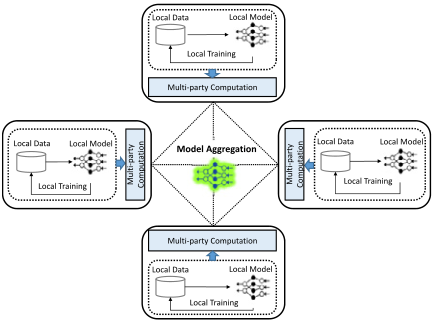 Local Data
Local Model
Local Training
Multi-party Computation
Local Data
Local Model
Local Training
Multi-party
Computation
Model Aggregation
Multi-party
Computation
Local Data
Local Model
Local Training
Multi-party Computation
Local Data
Local Model
Local Training